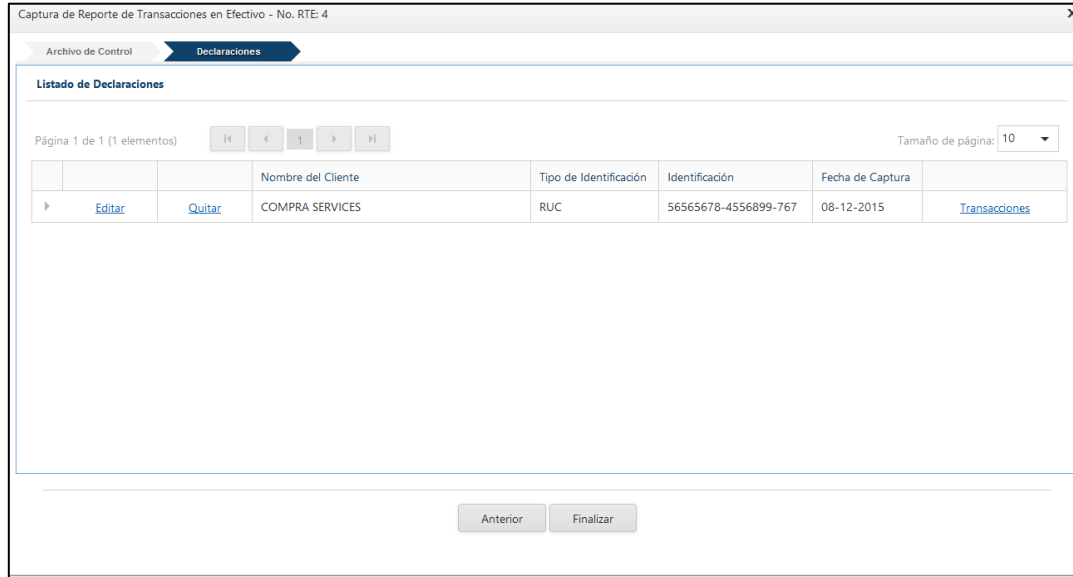 Captura de Reporte de Transacciones en Efectivo - No. RTE: 4 X
Archivo de Control Declaraciones
Listado de Declaraciones
Página 1 de 1 (1 elementos) 1 Tamaño de página: 10
Nombre del Cliente Tipo de Identificación Identificación Fecha de Captura
Editar Quitar COMPRA SERVICES RUC 56565678-4556899-767 08-12-2015 Transacciones
Anterior Finalizar